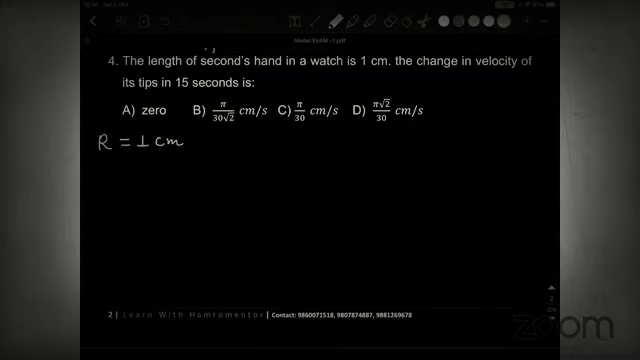 Model EXAM -1.pdf
4. The length of second's hand in a watch is 1 cm. the change in velocity of
its tips in 15 seconds is:
A) zero B) π/30√2 cm/s C) π/30 cm/s D) π√2/30 cm/s
R = 1 cm
2 | Learn With Hamromentor | Contact: 9860071518, 9807874887, 9881269678
2
zoom